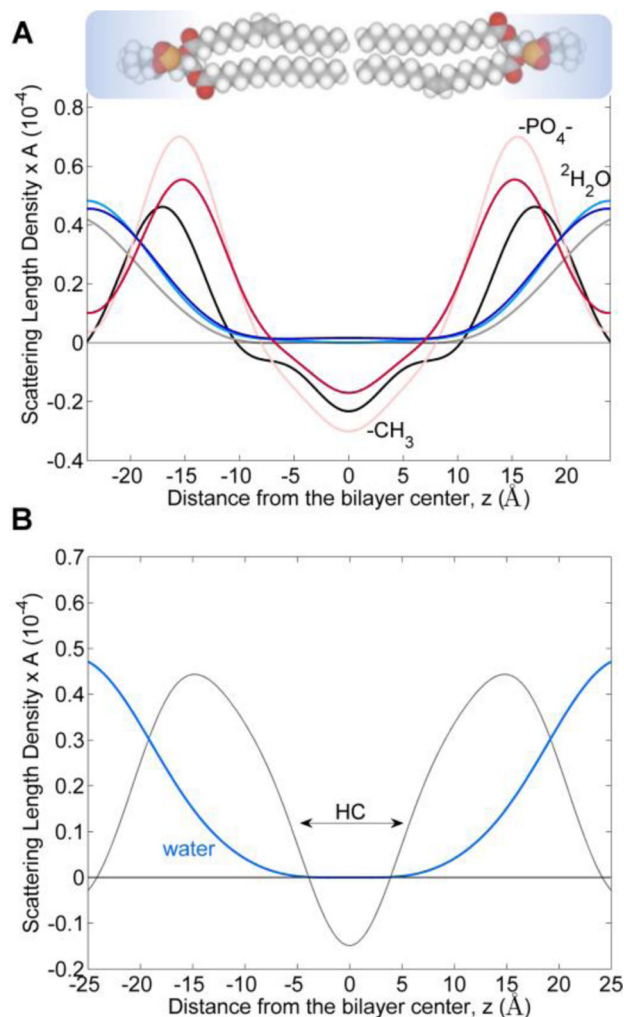 A
Scattering Length Density x A (10⁻⁴)
0.8
0.6
0.4
0.2
0
-0.2
-0.4
-PO₄-
²H₂O
-CH₃
-20 -15 -10 -5 0 5 10 15 20
Distance from the bilayer center, z (Å)
B
Scattering Length Density x A (10⁻⁴)
0.7
0.6
0.5
0.4
0.3
0.2
0.1
0
-0.1
-0.2
HC
water
-25 -20 -15 -10 -5 0 5 10 15 20 25
Distance from the bilayer center, z (Å)